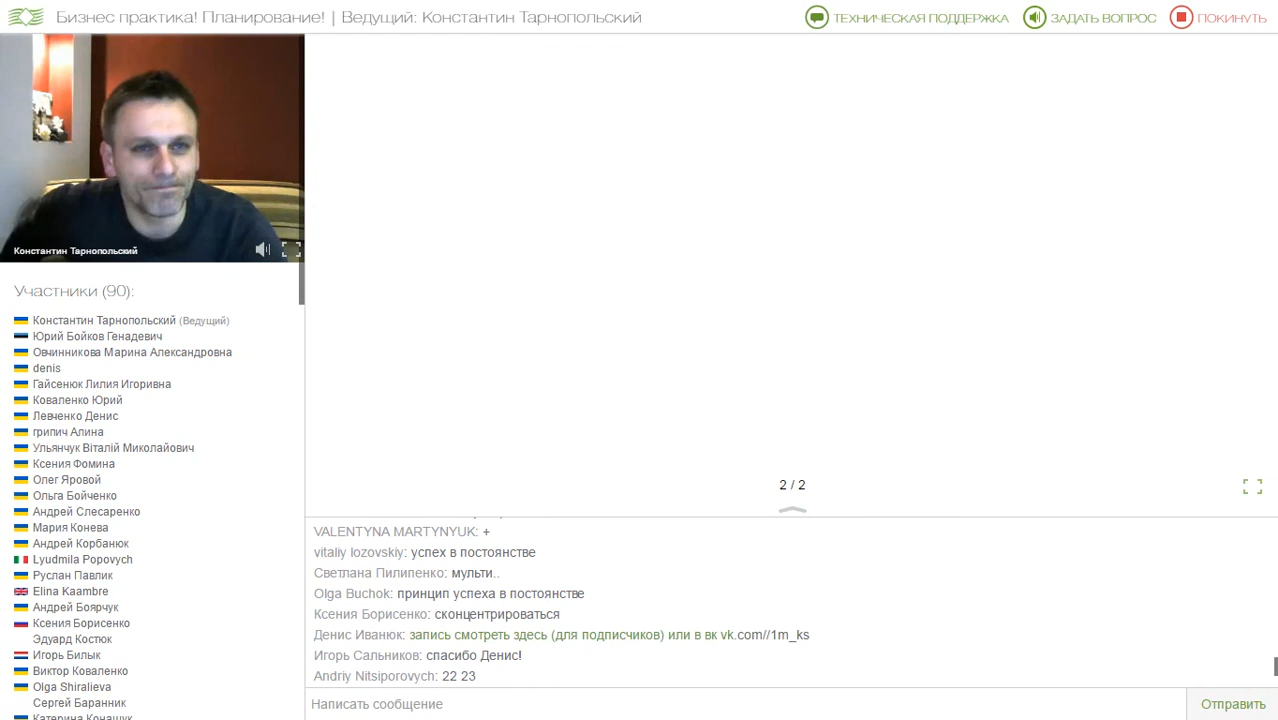 Бизнес практика! Планирование! | Ведущий: Константин Тарнопольский
ТЕХНИЧЕСКАЯ ПОДДЕРЖКА
ЗАДАТЬ ВОПРОС
ПОКИНУТЬ
Константин Тарнопольский
Участники (90):
Константин Тарнопольский (Ведущий)
Юрий Бойков Генадевич
Овчинникова Марина Александровна
denis
Гайсенюк Лилия Игоривна
Коваленко Юрий
Левченко Денис
грипич Алина
Ульянчук Віталій Миколайович
Ксения Фомина
Олег Яровой
Ольга Бойченко
Андрей Слесаренко
Мария Конева
Андрей Корбанюк
Lyudmila Popovych
Руслан Павлик
Elina Kaambre
Андрей Боярчук
Ксения Борисенко
Эдуард Костюк
Игорь Билык
Виктор Коваленко
Olga Shiralieva
Сергей Баранник
Катерина Конащук
2 / 2
VALENTYNA MARTYNYUK: +
vitaliy lozovskiy: успех в постоянстве
Светлана Пилипенко: мульти..
Olga Buchok: принцип успеха в постоянстве
Ксения Борисенко: сконцентрироваться
Денис Иванюк: запись смотреть здесь (для подписчиков) или в вк vk.com//1m_ks
Игорь Сальников: спасибо Денис!
Andriy Nitsiporovych: 22 23
Написать сообщение
Отправить